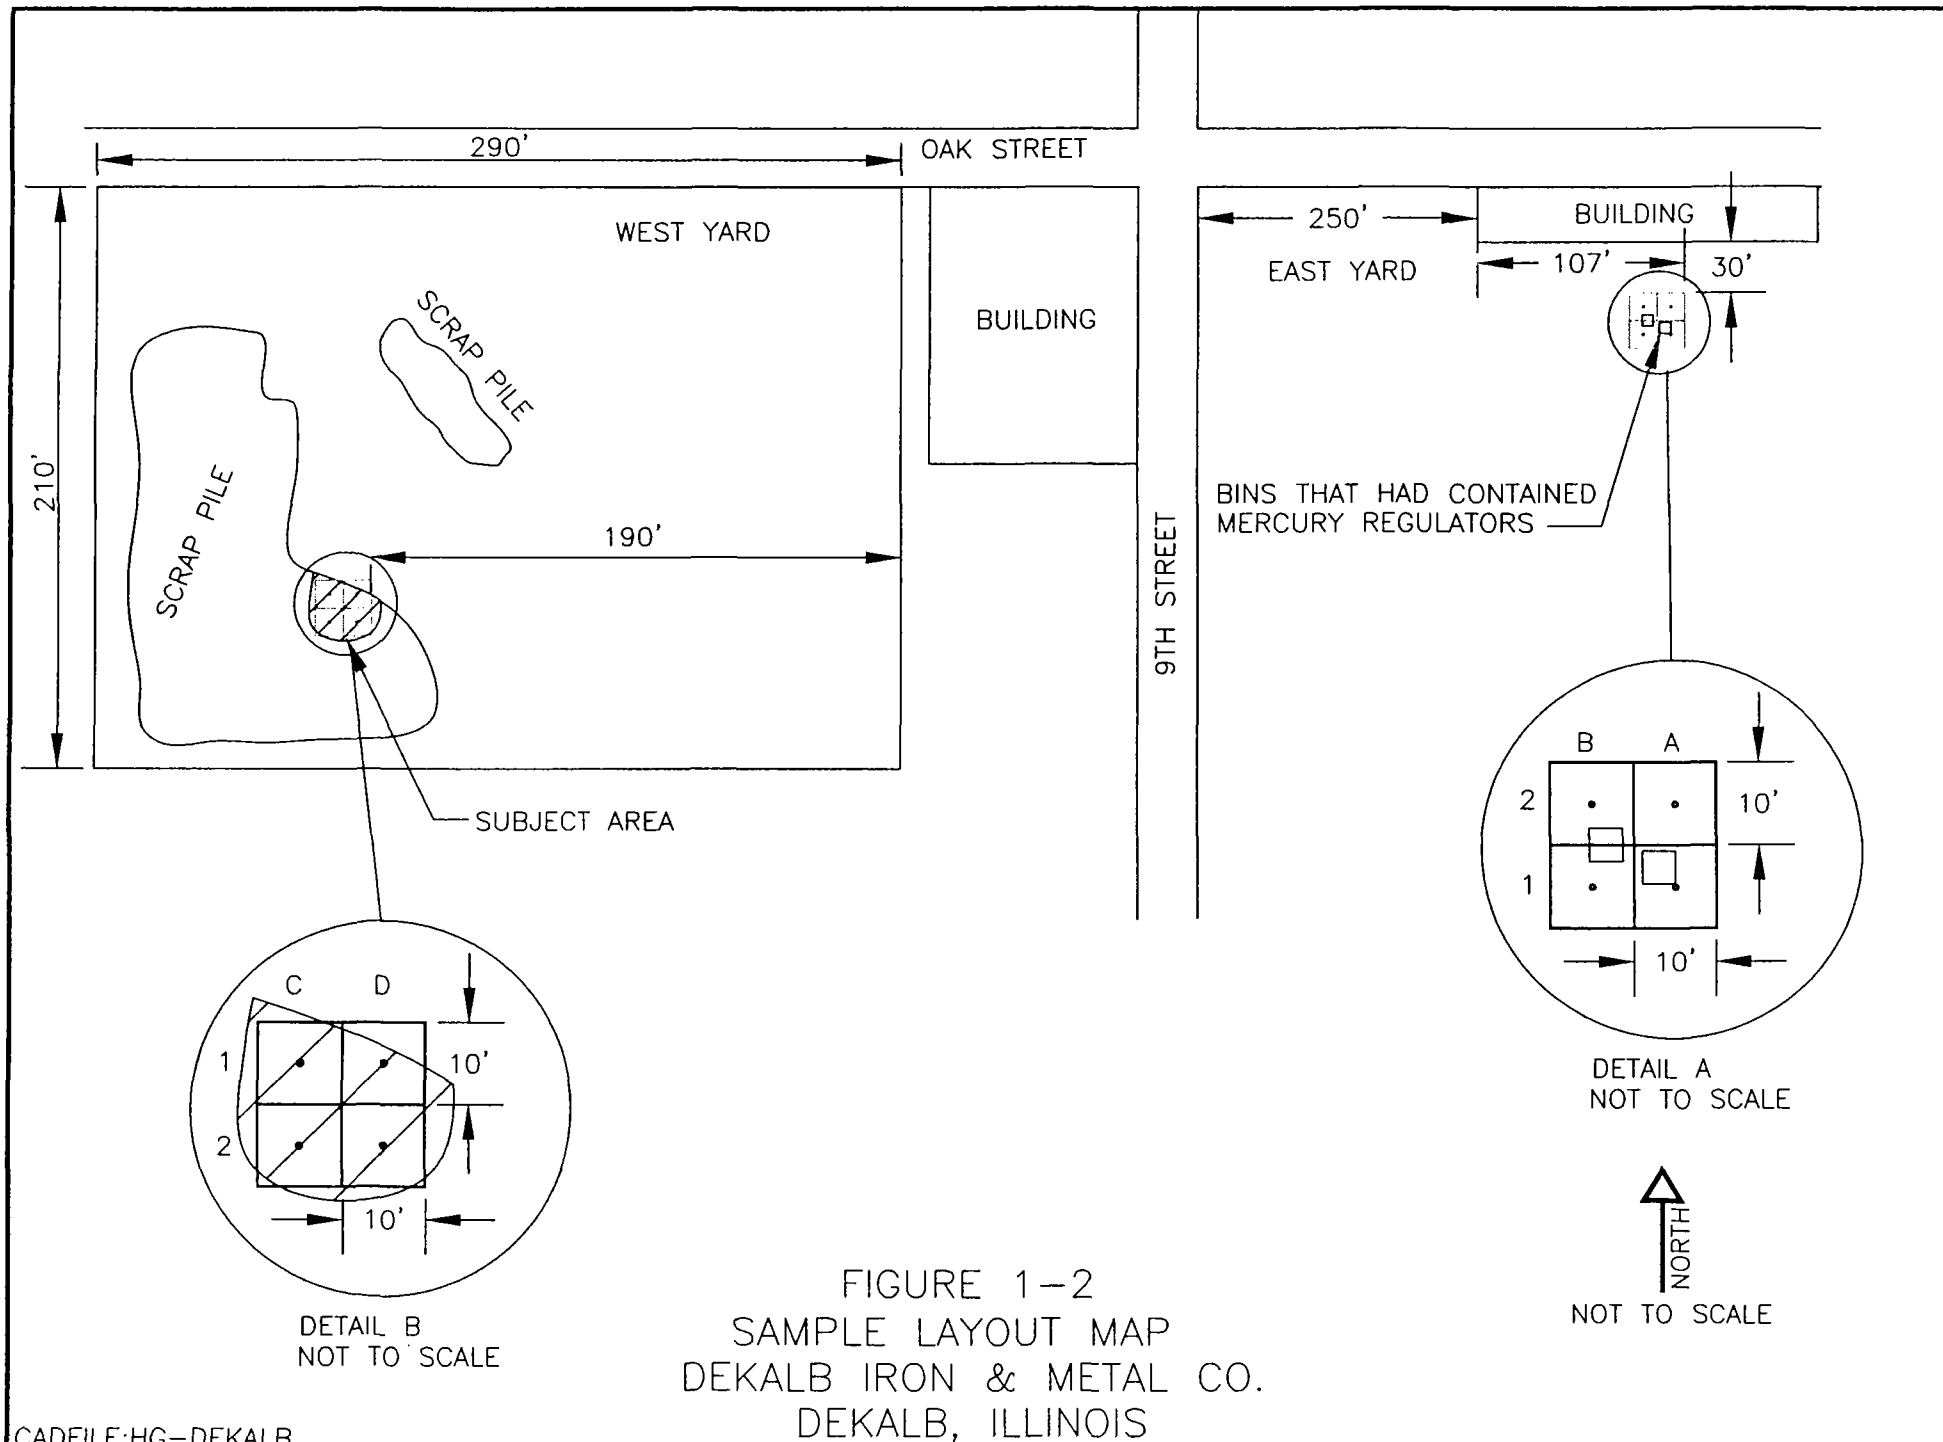 290'
OAK STREET
WEST YARD
250'
BUILDING
EAST YARD
107'
30'
SCRAP PILE
BUILDING
210'
SCRAP PILE
190'
BINS THAT HAD CONTAINED
MERCURY REGULATORS
9TH STREET
SUBJECT AREA
B A
2
10'
1
10'
DETAIL A
NOT TO SCALE
C D
1
10'
2
10'
DETAIL B
NOT TO SCALE
NORTH
NOT TO SCALE
FIGURE 1-2
SAMPLE LAYOUT MAP
DEKALB IRON & METAL CO.
DEKALB, ILLINOIS
CADFILE:HG-DEKALB